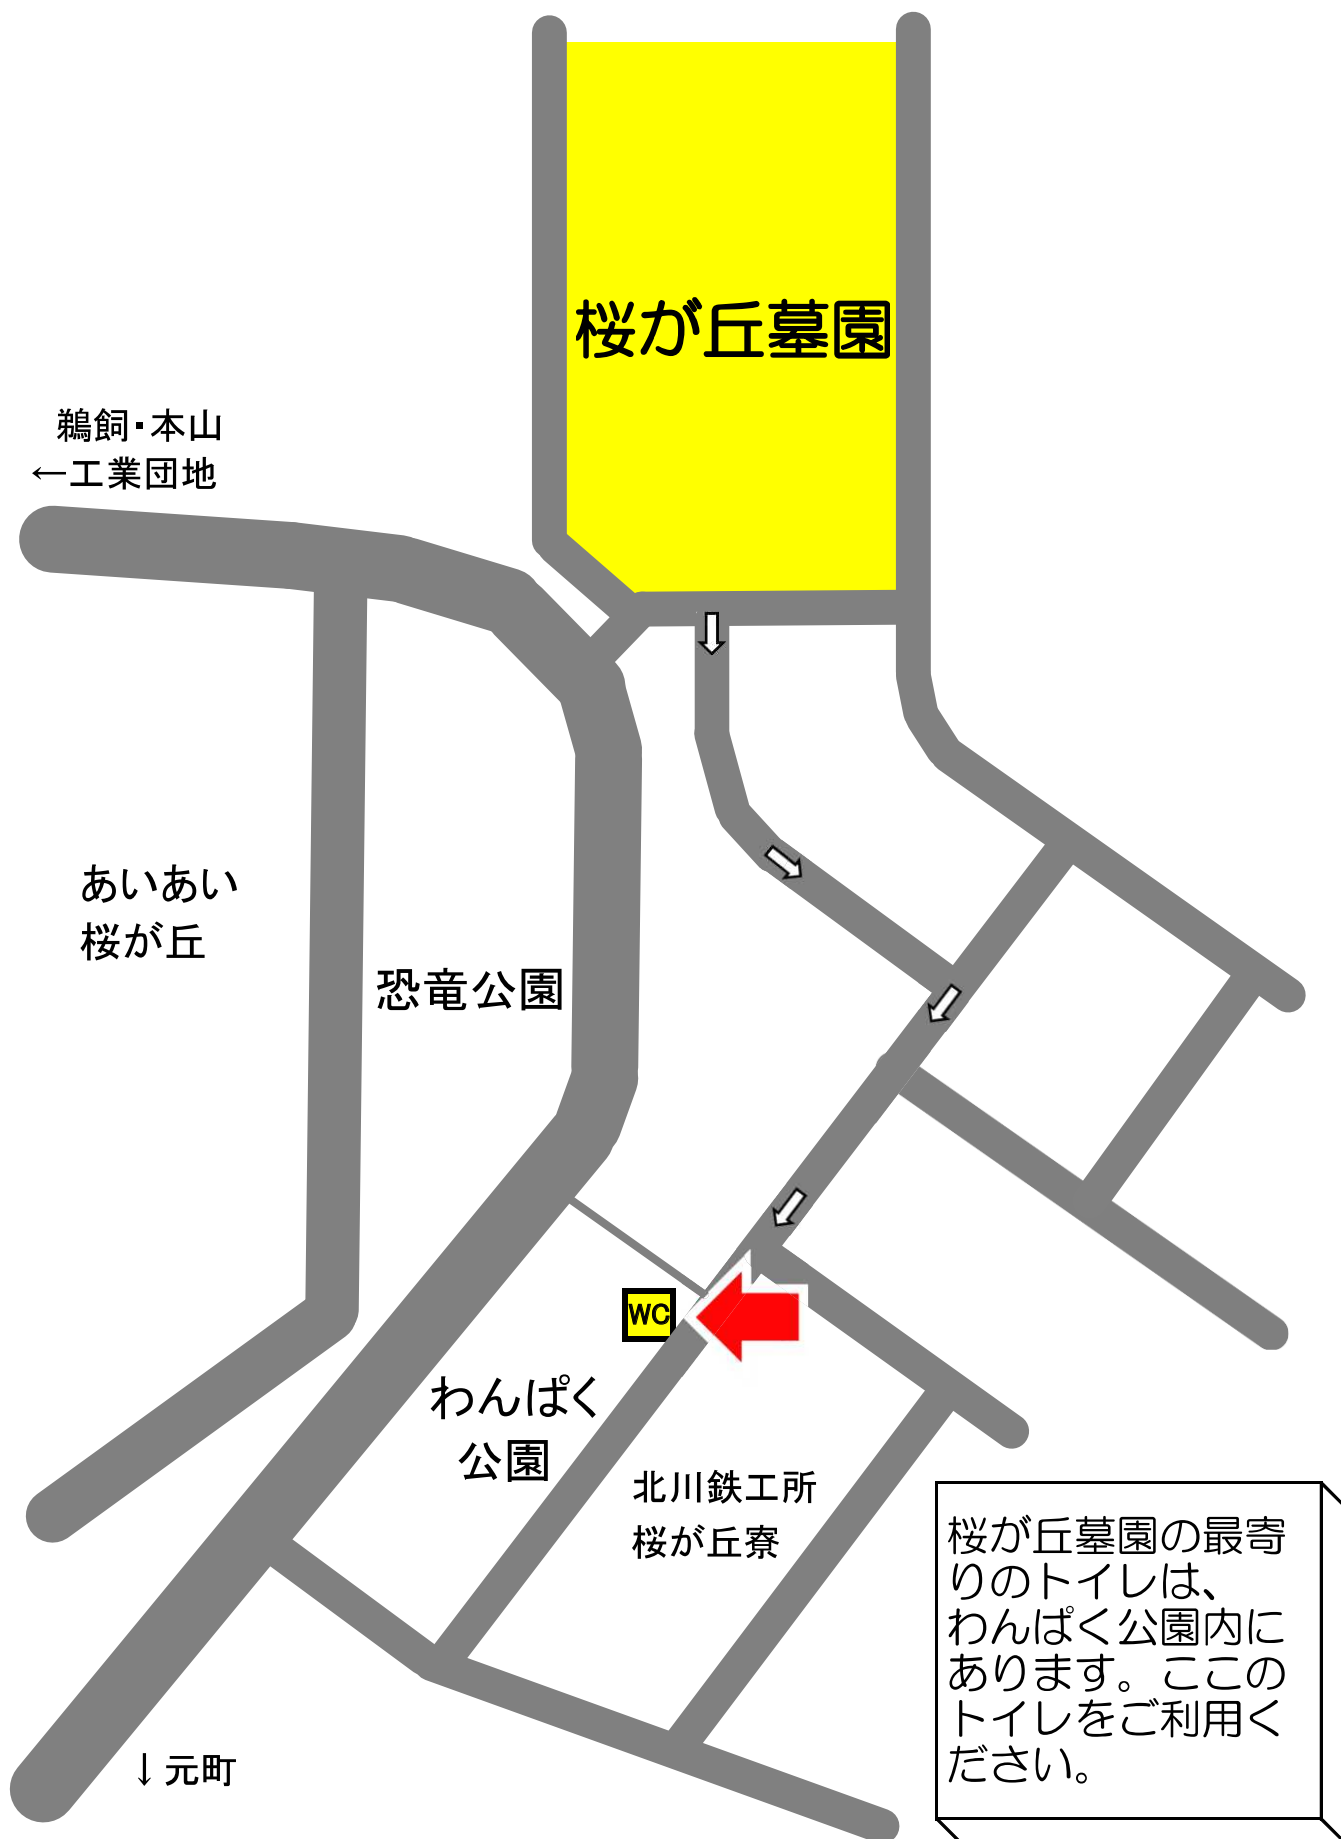 桜が丘墓園
鵜飼・本山
←工業団地
あいあい
桜が丘
恐竜公園
WC
わんぱく
公園
北川鉄工所
桜が丘寮
桜が丘墓園の最寄
りのトイレは、
わんぱく公園内に
あります。ここの
トイレをご利用く
ださい。
↓元町